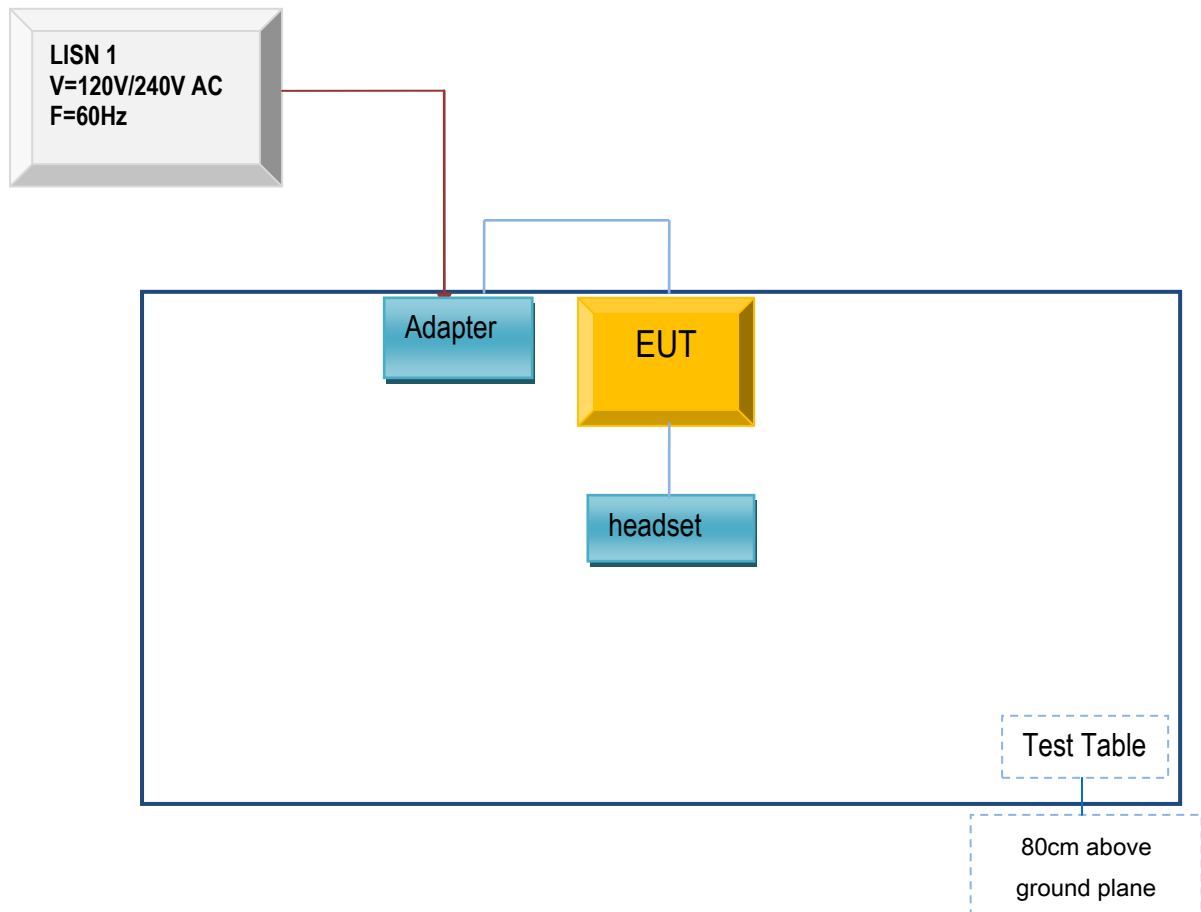 LISN 1
V=120V/240V AC
F=60Hz
Adapter
EUT
headset
Test Table
80cm above
ground plane